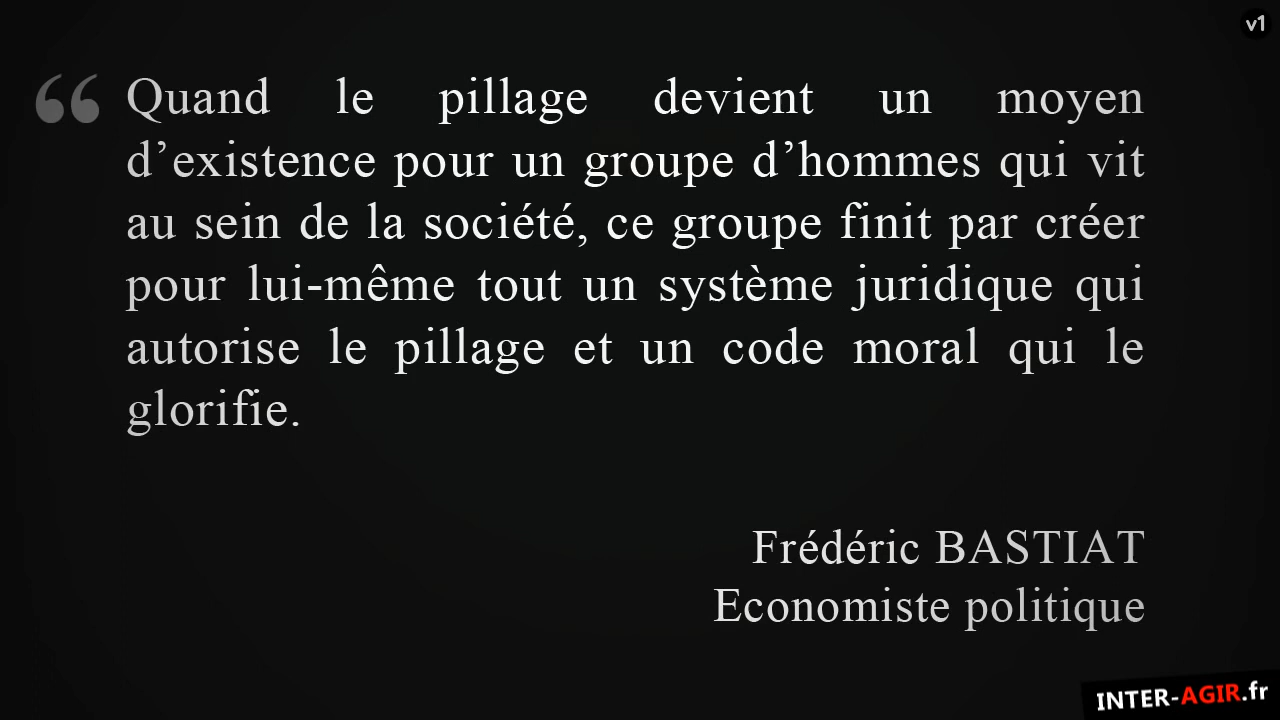 v1
“Quand le pillage devient un moyen
d’existence pour un groupe d’hommes qui vit
au sein de la société, ce groupe finit par créer
pour lui-même tout un système juridique qui
autorise le pillage et un code moral qui le
glorifie.
Frédéric BASTIAT
Economiste politique
INTER-AGIR.fr